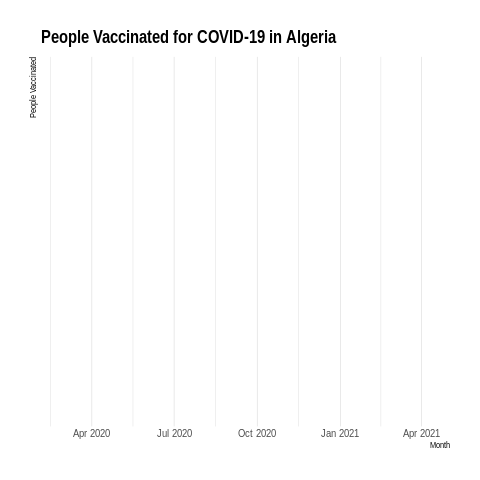 People Vaccinated for COVID-19 in Algeria
People Vaccinated
Apr 2020
Jul 2020
Oct 2020
Jan 2021
Apr 2021
Month